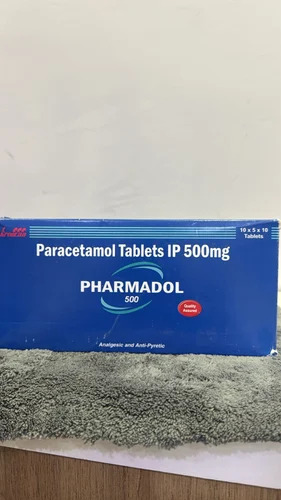 10 x 5 x 10
Tablets
Paracetamol Tablets IP 500mg
PHARMADOL
500
Quality
Assured
Analgesic and Anti-Pyretic